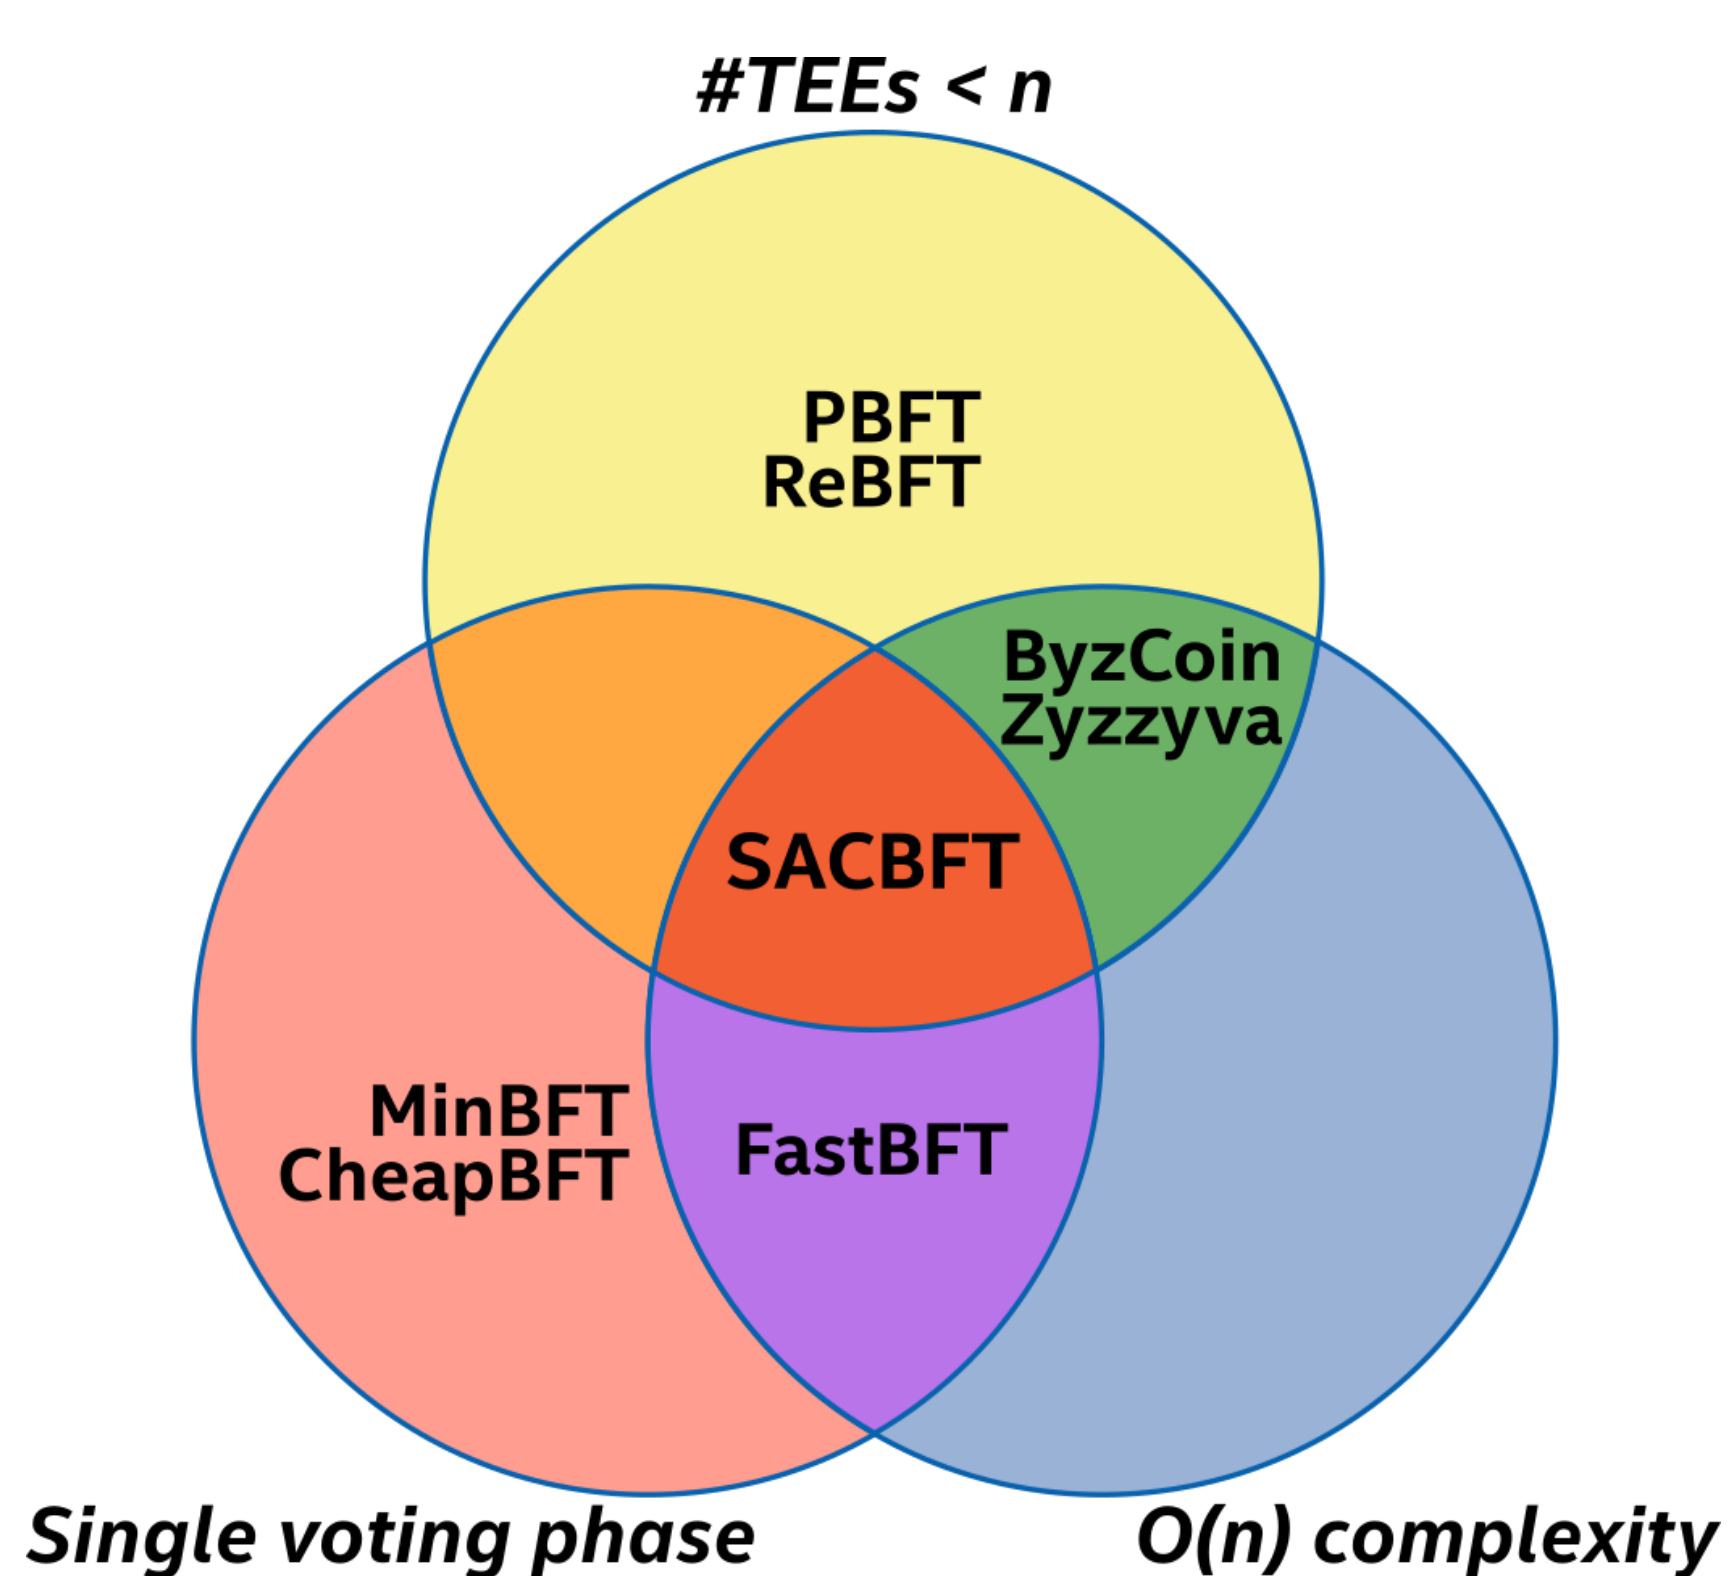 #TEEs < n
PBFT
ReBFT
ByzCoin
Zyzzyva
SACBFT
MinBFT
CheapBFT
FastBFT
Single voting phase
O(n) complexity